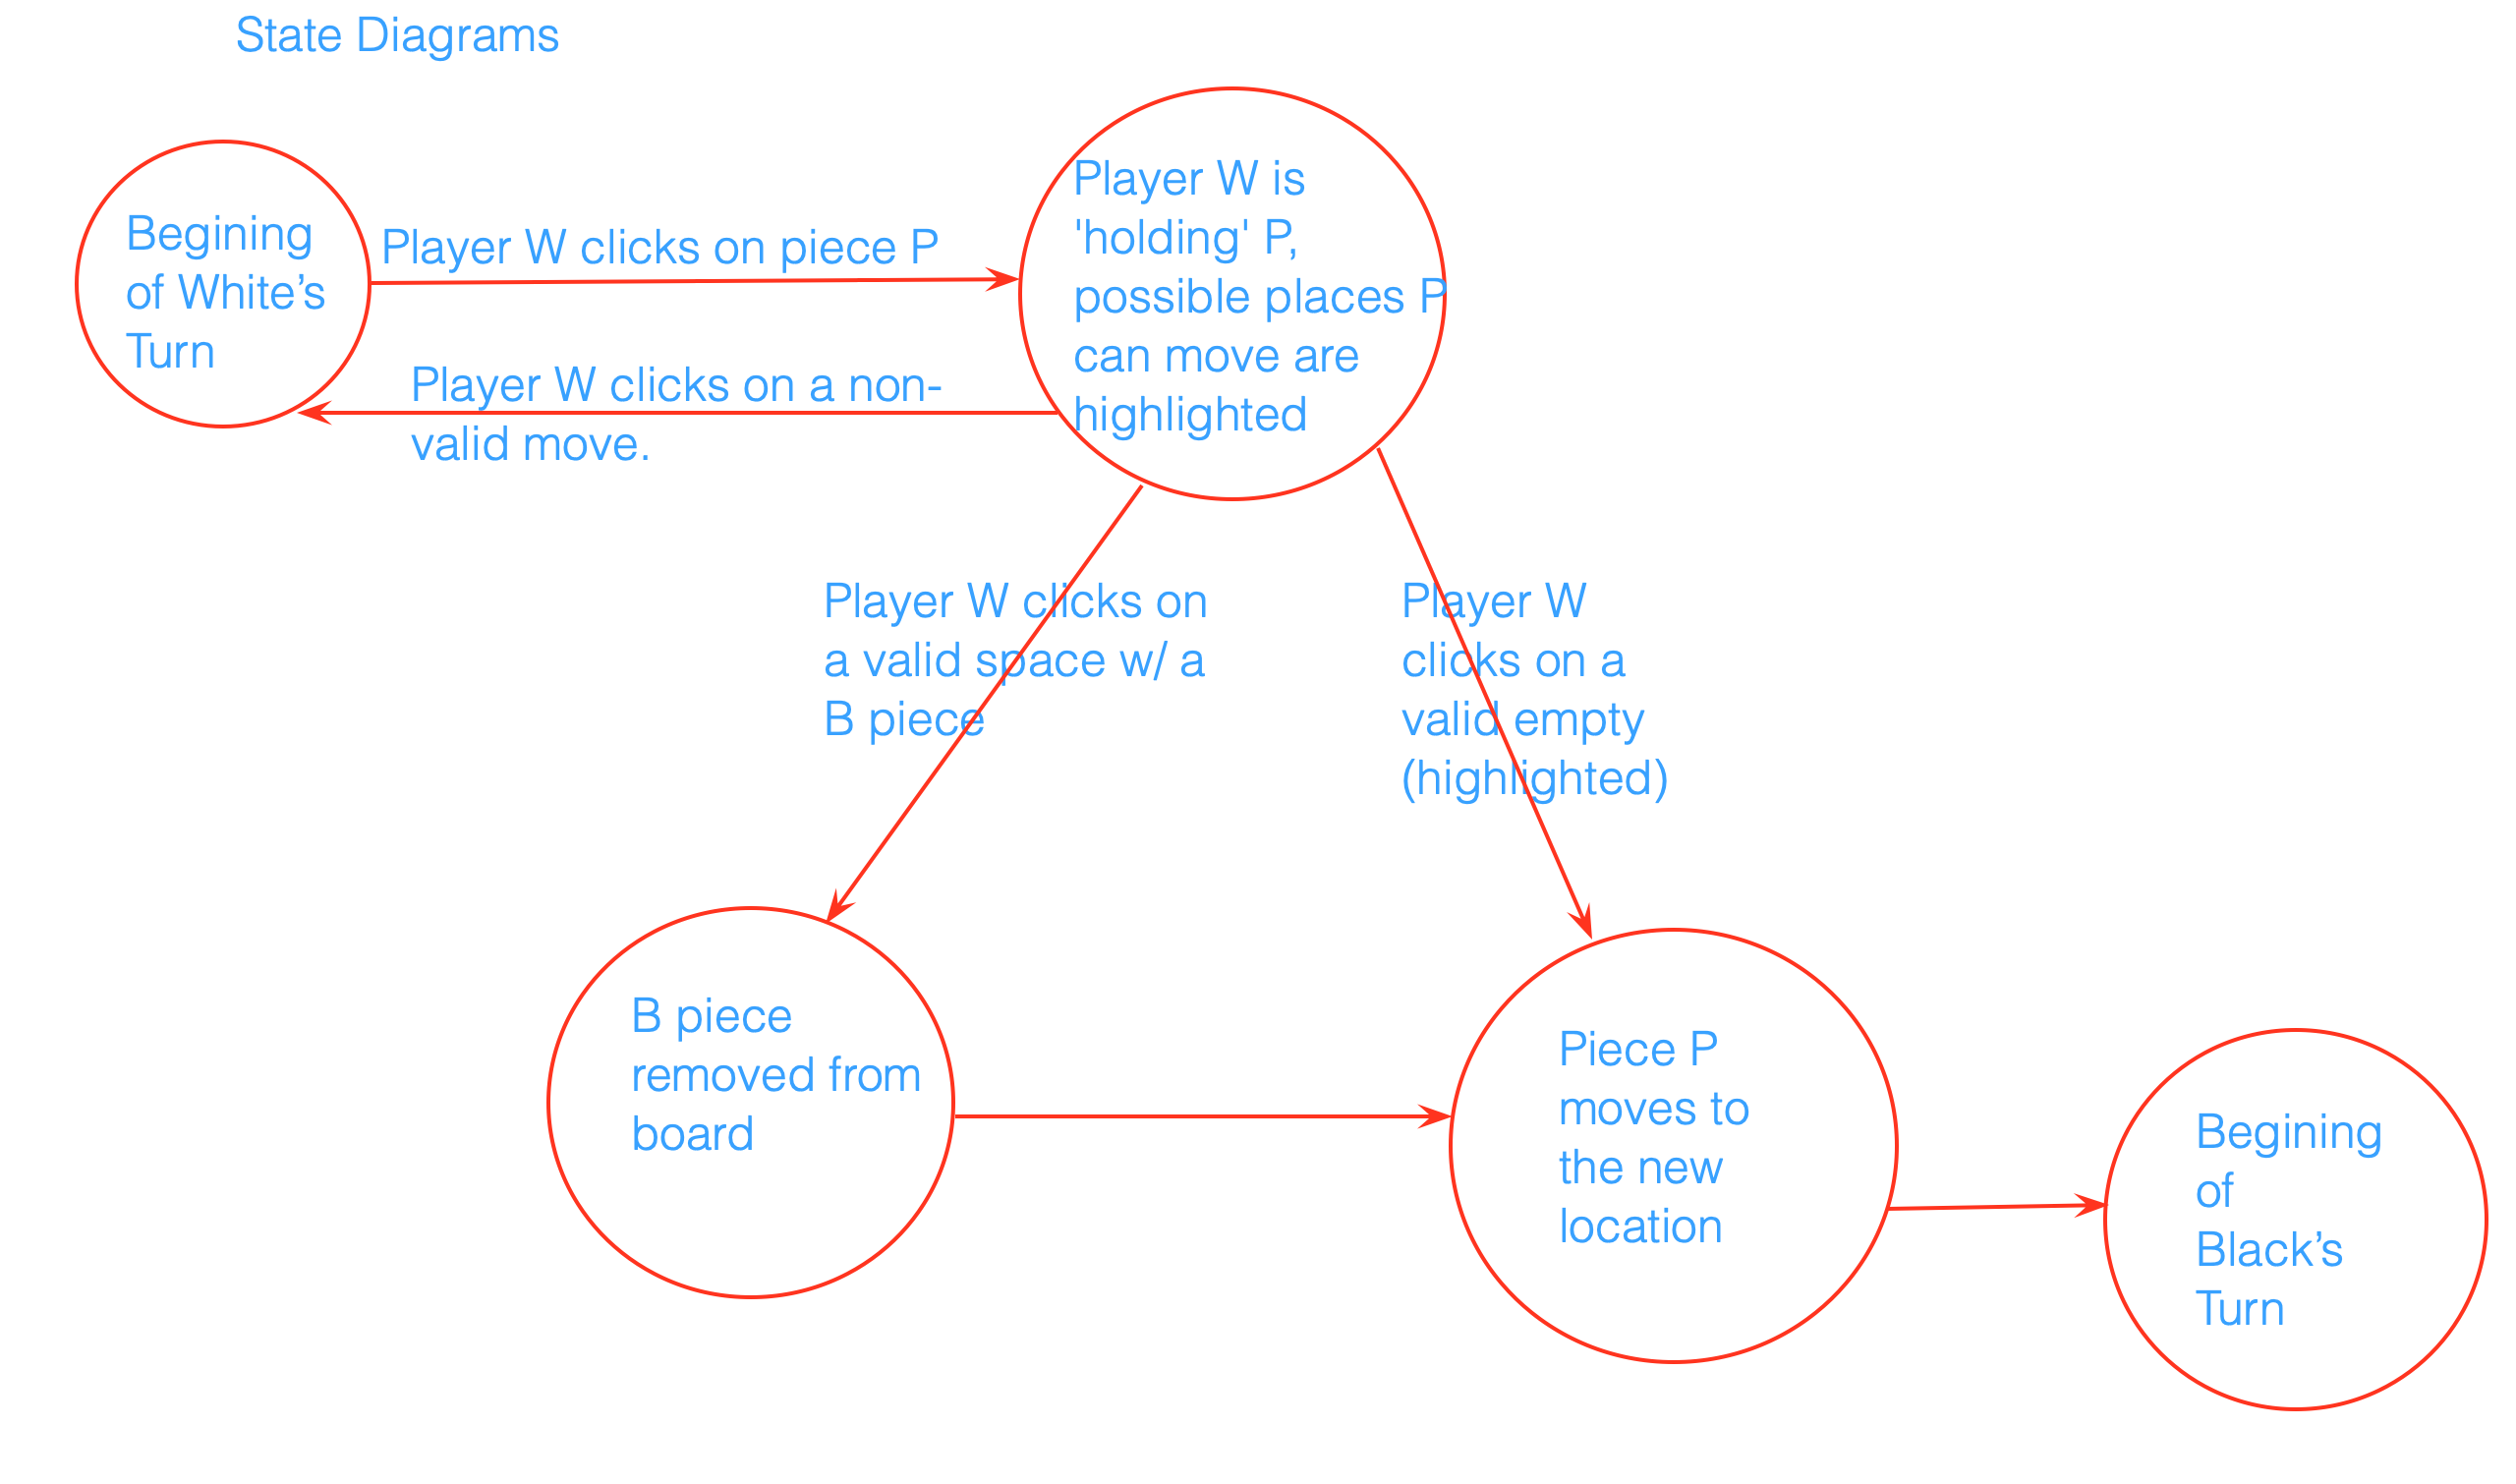 State Diagrams
Begining
of White’s
Turn
Player W clicks on piece P
Player W is
'holding' P,
possible places P
can move are
highlighted
Player W clicks on a non-
valid move.
Player W clicks on
a valid space w/ a
B piece
Player W
clicks on a
valid empty
(highlighted)
B piece
removed from
board
Piece P
moves to
the new
location
Begining
of
Black’s
Turn